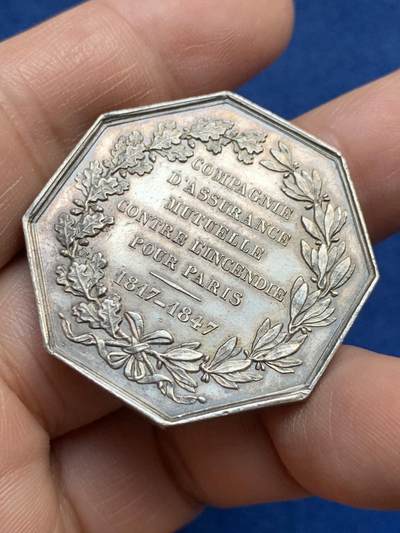 COMPAGNIE
D'ASSURANCE
MUTUELLE
CONTRE L'INCENDIE
POUR PARIS
1817-1847